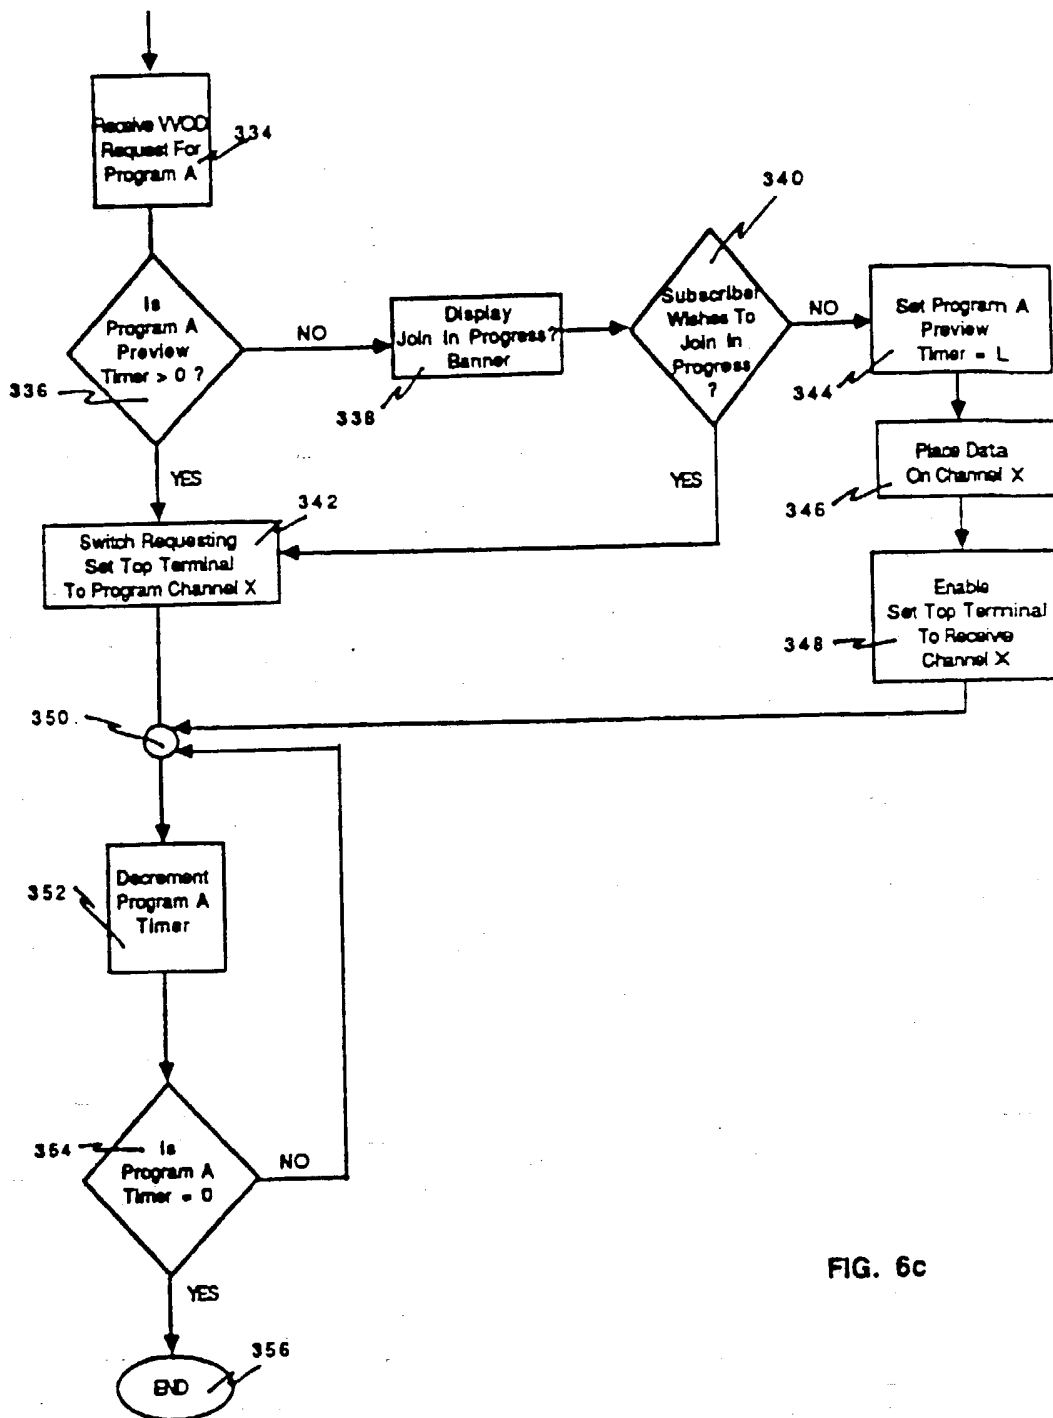 Receive VVOD
Request For
Program A
334
340
Is
Program A
Preview
Timer > 0 ?
336
NO
Display
Join In Progress?
Banner
338
Subscriber
Wishes To
Join In
Progress
?
NO
Set Program A
Preview
Timer = L
344
YES
YES
Place Data
On Channel X
346
342
Switch Requesting
Set Top Terminal
To Program Channel X
Enable
Set Top Terminal
To Receive
Channel X
348
350
Decrement
Program A
Timer
352
354
Is
Program A
Timer = 0
NO
YES
FIG. 6c
END
356